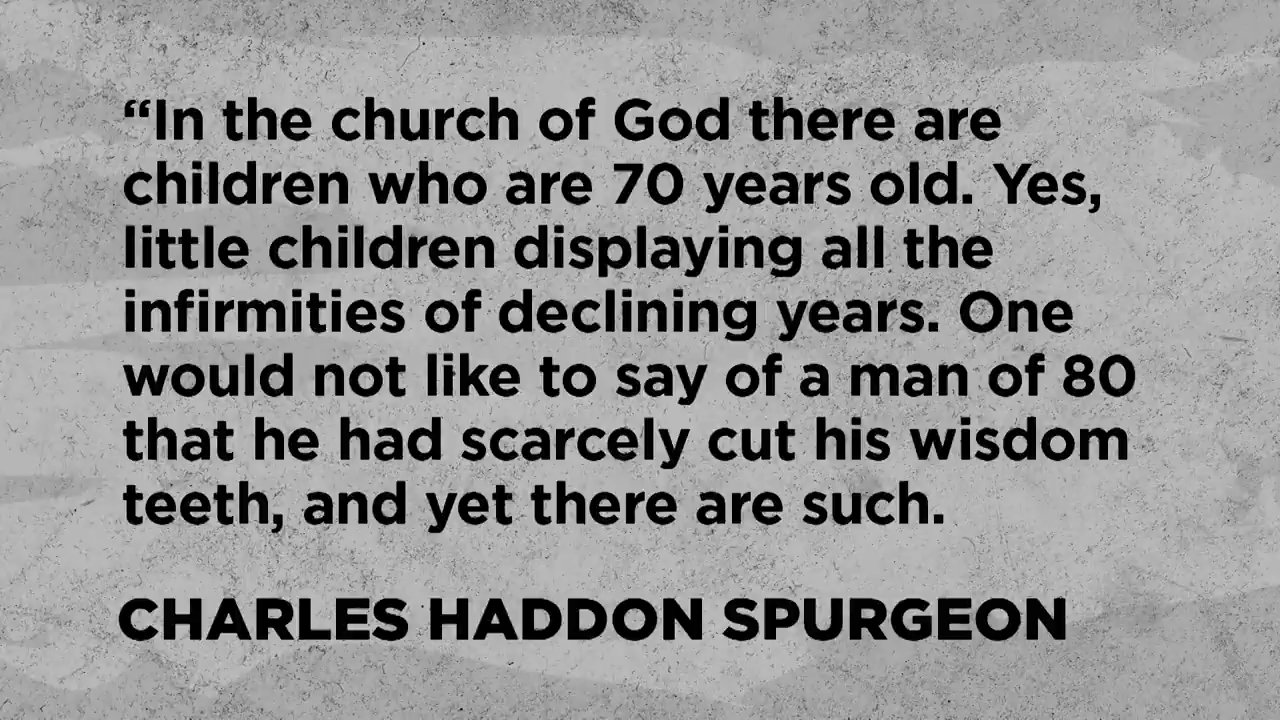 “In the church of God there are
children who are 70 years old. Yes,
little children displaying all the
infirmities of declining years. One
would not like to say of a man of 80
that he had scarcely cut his wisdom
teeth, and yet there are such.
CHARLES HADDON SPURGEON